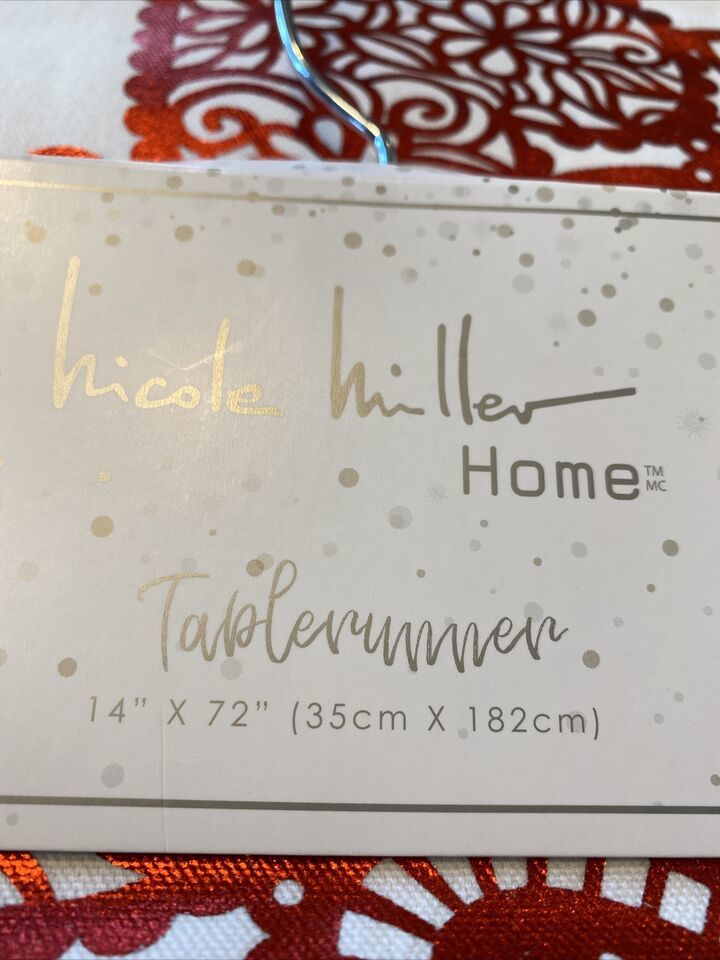 Nicole Miller
Home™ MC
Tablerunner
14” X 72” (35cm X 182cm)